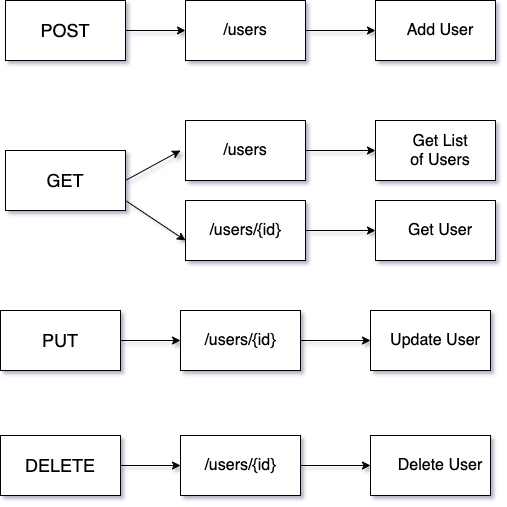 POST
/users
Add User
GET
/users
Get List
of Users
/users/{id}
Get User
PUT
/users/{id}
Update User
DELETE
/users/{id}
Delete User